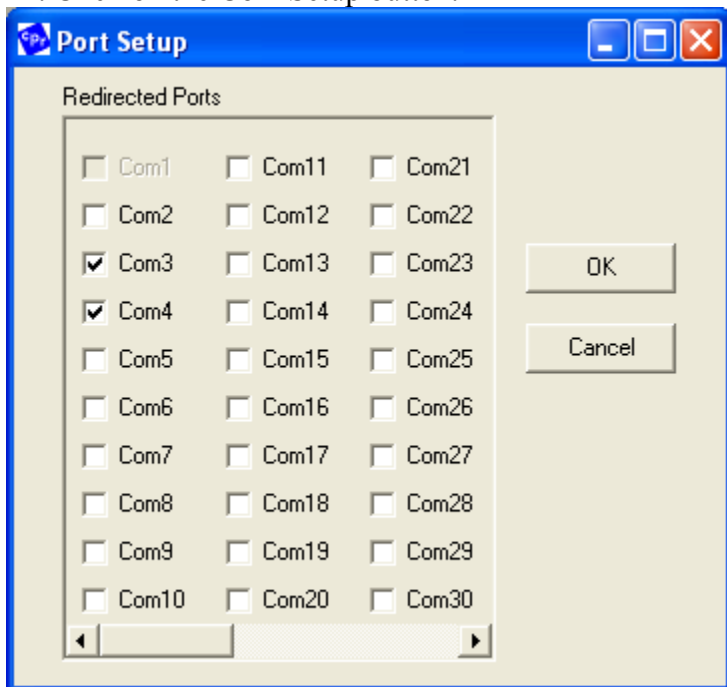 Port Setup
Redirected Ports
Com1 Com11 Com21
Com2 Com12 Com22
Com3 Com13 Com23
OK
Com4 Com14 Com24
Cancel
Com5 Com15 Com25
Com6 Com16 Com26
Com7 Com17 Com27
Com8 Com18 Com28
Com9 Com19 Com29
Com10 Com20 Com30